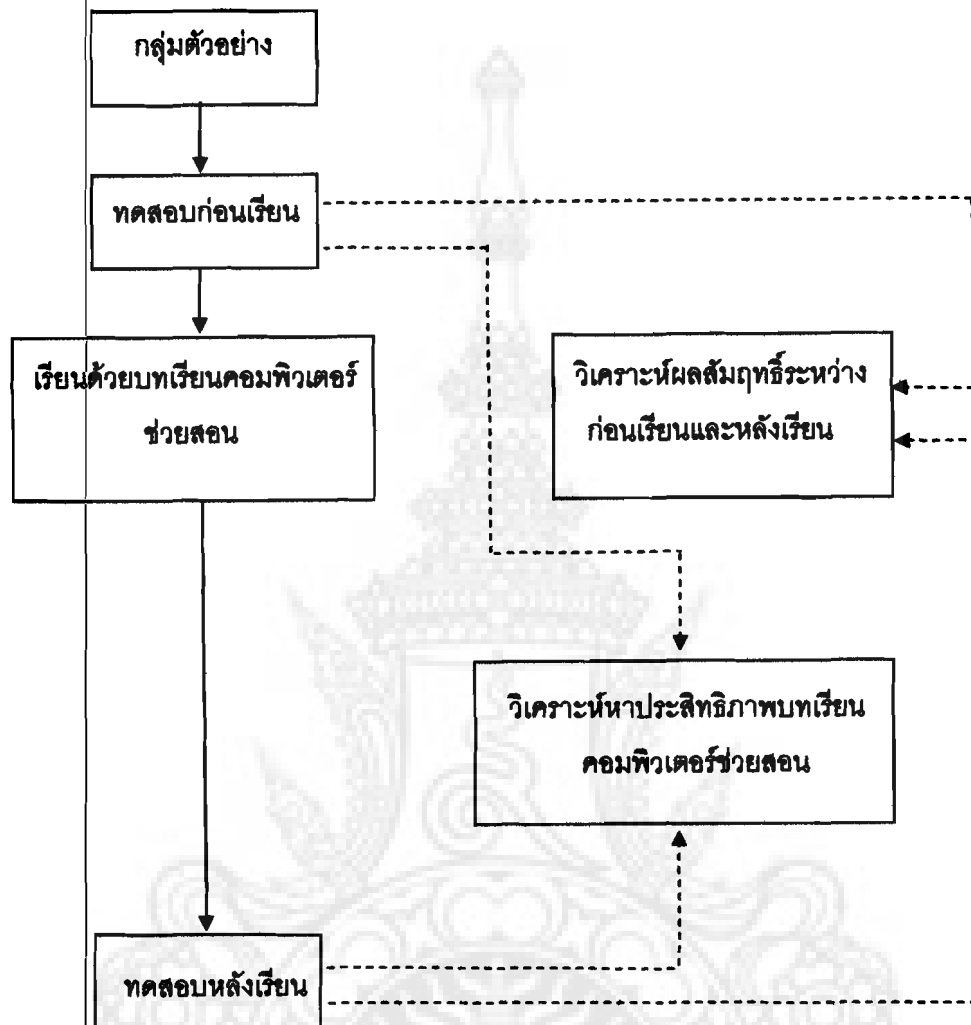 กลุ่มตัวอย่าง
ทดสอบก่อนเรียน
เรียนด้วยบทเรียนคอมพิวเตอร์
ช่วยสอน
วิเคราะห์ผลสัมฤทธิ์ระหว่าง
ก่อนเรียนและหลังเรียน
วิเคราะห์หาประสิทธิภาพบทเรียน
คอมพิวเตอร์ช่วยสอน
ทดสอบหลังเรียน